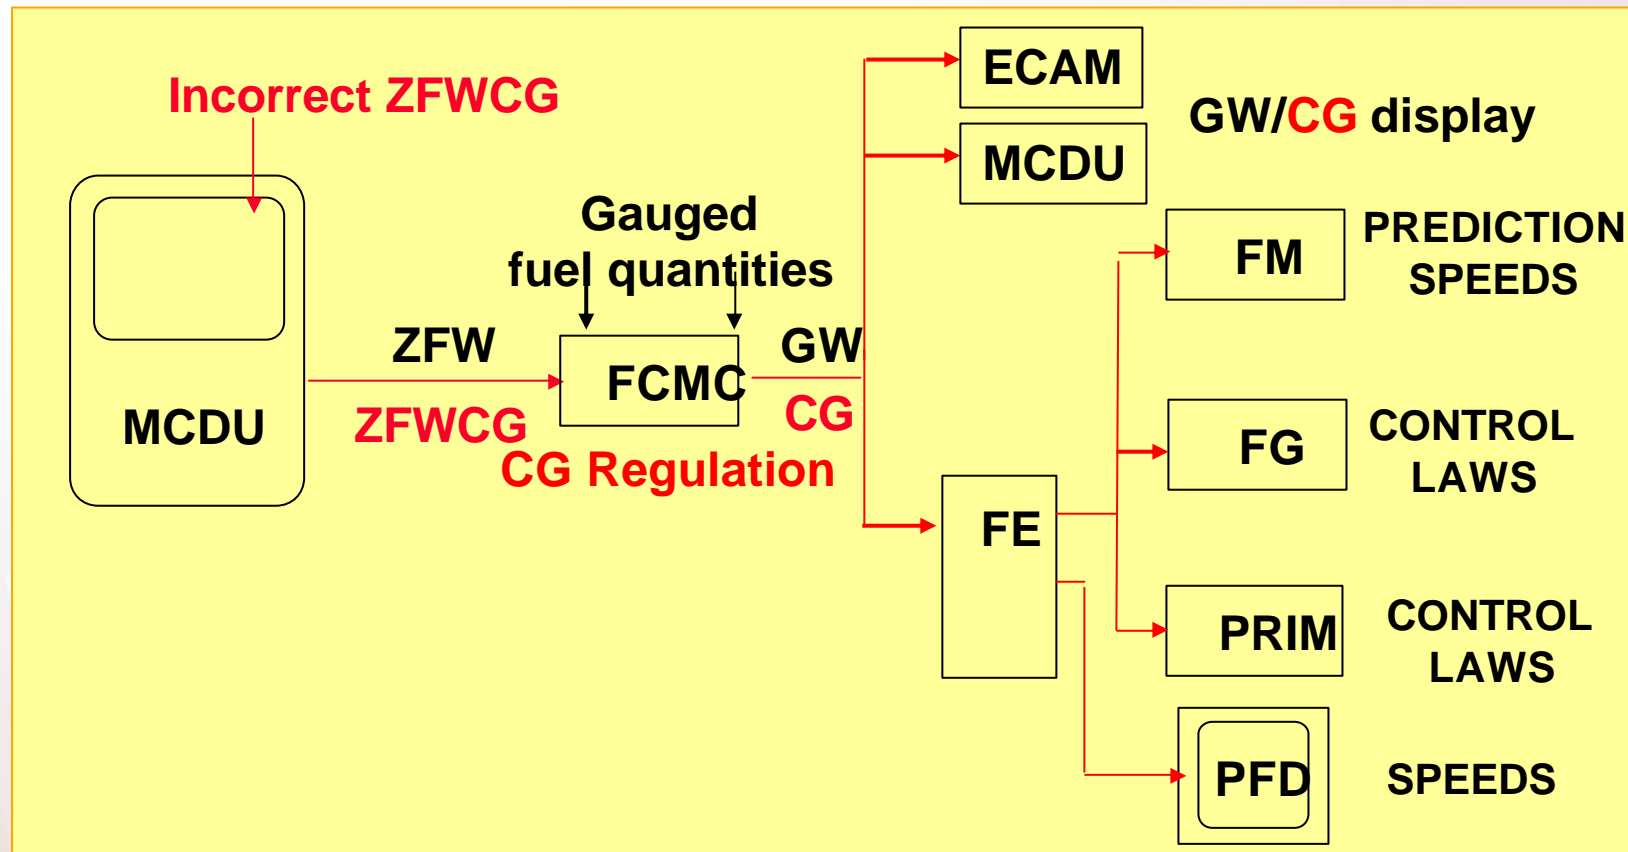 Incorrect ZFWCG
MCDU
ZFW
ZFWCG
Gauged
fuel quantities
FCMC
CG Regulation
GW
CG
ECAM
MCDU
GW/CG display
FE
FM
PREDICTION
SPEEDS
FG
CONTROL
LAWS
PRIM
CONTROL
LAWS
PFD
SPEEDS